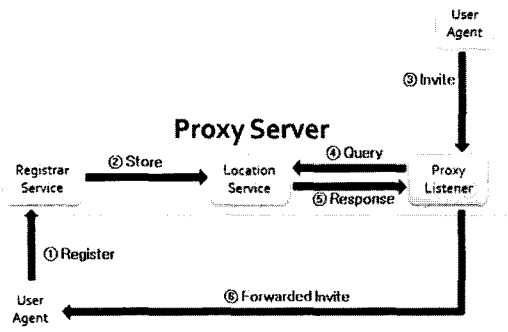 User
Agent
③ Invite
Proxy Server
Registrar
Service
② Store
Location
Service
④ Query
⑤ Response
Proxy
Listener
① Register
⑥ Forwarded Invite
User
Agent